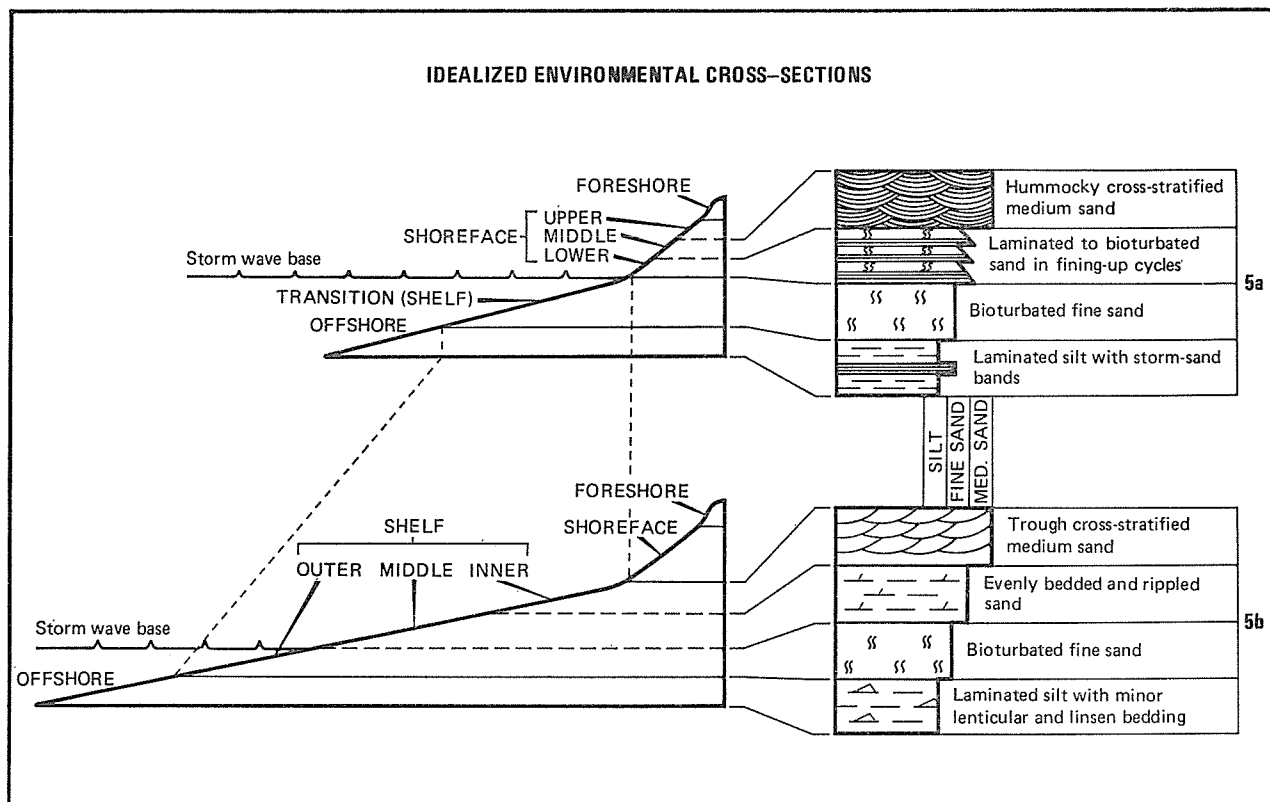 IDEALIZED ENVIRONMENTAL CROSS–SECTIONS
FORESHORE
UPPER
SHOREFACE
MIDDLE
LOWER
Storm wave base
TRANSITION (SHELF)
OFFSHORE
Hummocky cross-stratified
medium sand
Laminated to bioturbated
sand in fining-up cycles
5a
Bioturbated fine sand
Laminated silt with storm-sand
bands
SILT
FINE SAND
MED. SAND
FORESHORE
SHOREFACE
SHELF
OUTER MIDDLE INNER
Storm wave base
OFFSHORE
Trough cross-stratified
medium sand
Evenly bedded and rippled
sand
5b
Bioturbated fine sand
Laminated silt with minor
lenticular and linsen bedding